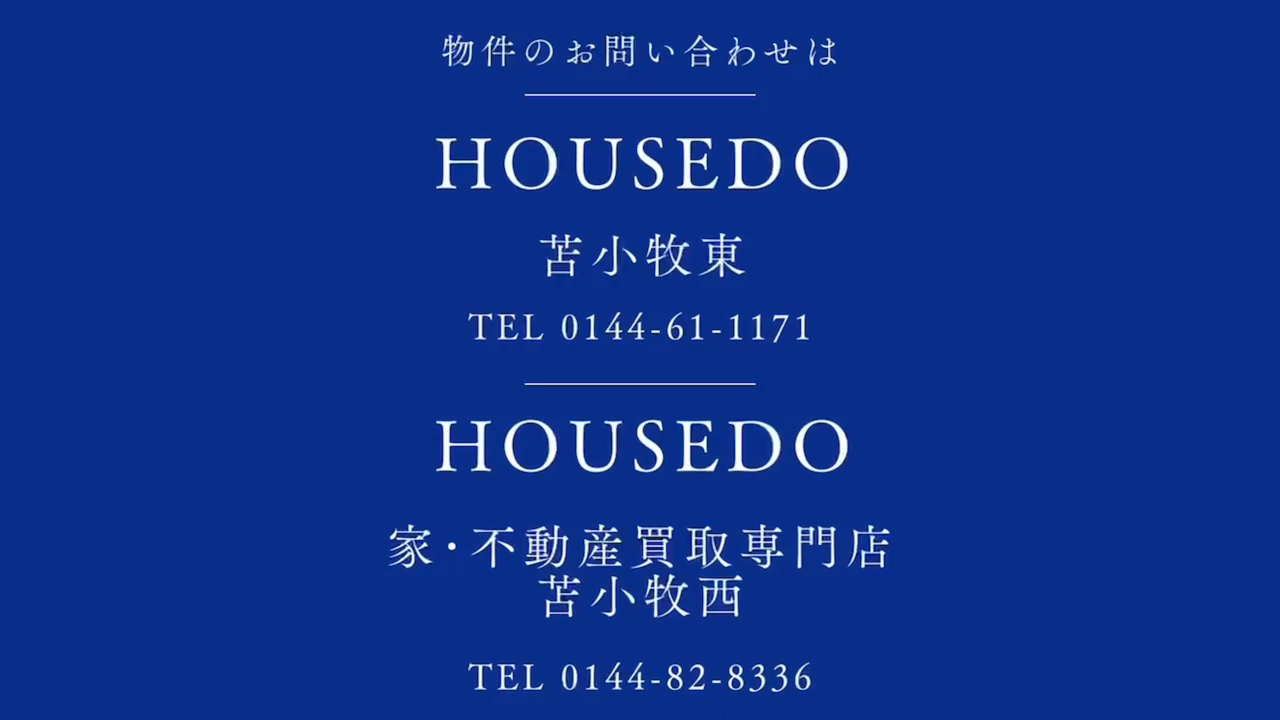 物件のお問い合わせは
HOUSEDO
苫小牧東
TEL 0144-61-1171
HOUSEDO
家・不動産買取専門店
苫小牧西
TEL 0144-82-8336